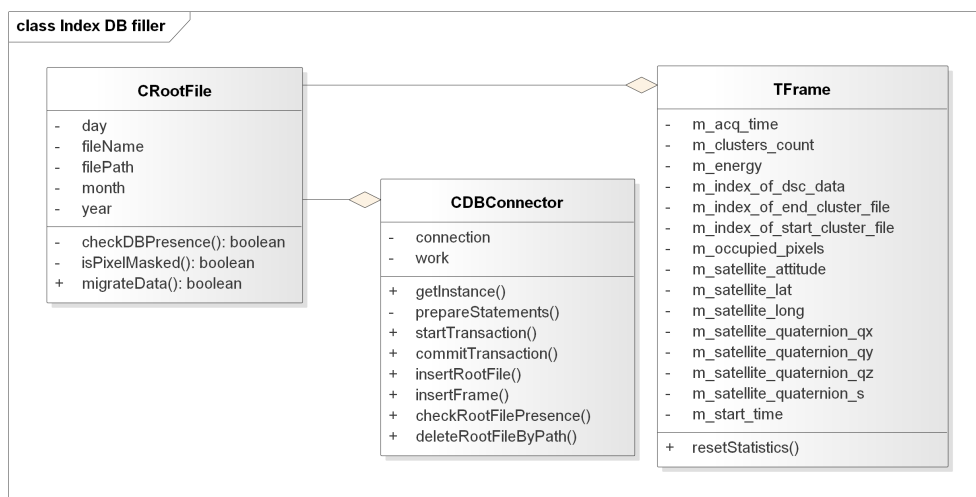 class Index DB filler
CRootFile
- day
- fileName
- filePath
- month
- year
- checkDBPresence(): boolean
- isPixelMasked(): boolean
+ migrateData(): boolean
CDBConnector
- connection
- work
+ getInstance()
- prepareStatements()
+ startTransaction()
+ commitTransaction()
+ insertRootFile()
+ insertFrame()
+ checkRootFilePresence()
+ deleteRootFileByPath()
TFrame
- m_acq_time
- m_clusters_count
- m_energy
- m_index_of_dsc_data
- m_index_of_end_cluster_file
- m_index_of_start_cluster_file
- m_occupied_pixels
- m_satellite_attitude
- m_satellite_lat
- m_satellite_long
- m_satellite_quaternion_qx
- m_satellite_quaternion_qy
- m_satellite_quaternion_qz
- m_satellite_quaternion_s
- m_start_time
+ resetStatistics()